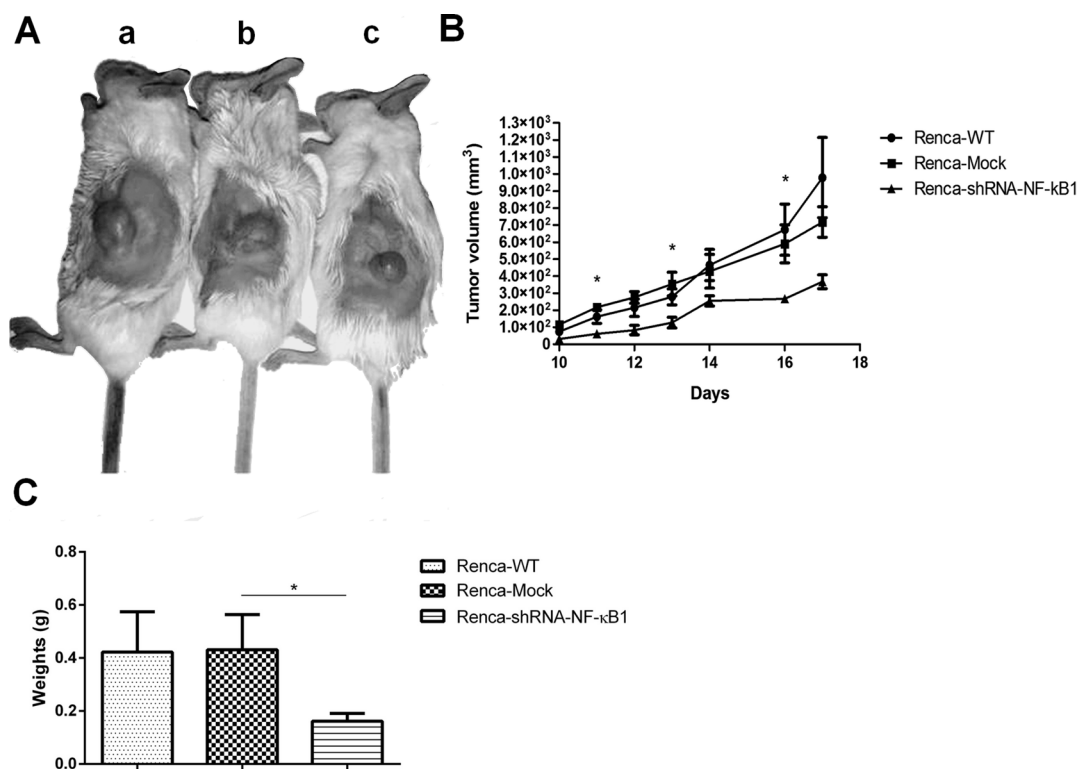 A
a
b
c
B
Tumor volume (mm³)
1.3×10³
1.2×10³
1.1×10³
1.0×10³
9.0×10²
8.0×10²
7.0×10²
6.0×10²
5.0×10²
4.0×10²
3.0×10²
2.0×10²
1.0×10²
0
10
12
14
16
18
Days
*
*
*
Renca-WT
Renca-Mock
Renca-shRNA-NF-kB1
C
Weights (g)
0.8
0.6
0.4
0.2
0.0
*
Renca-WT
Renca-Mock
Renca-shRNA-NF-κB1